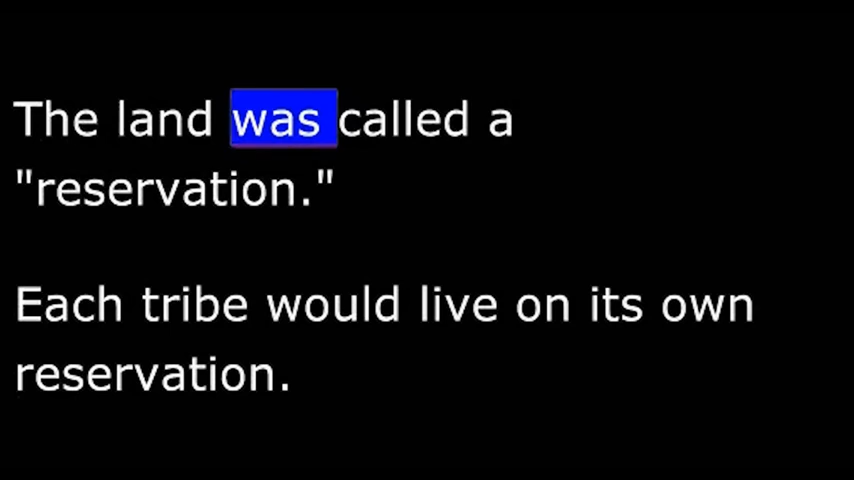 The land was called a
"reservation."
Each tribe would live on its own
reservation.